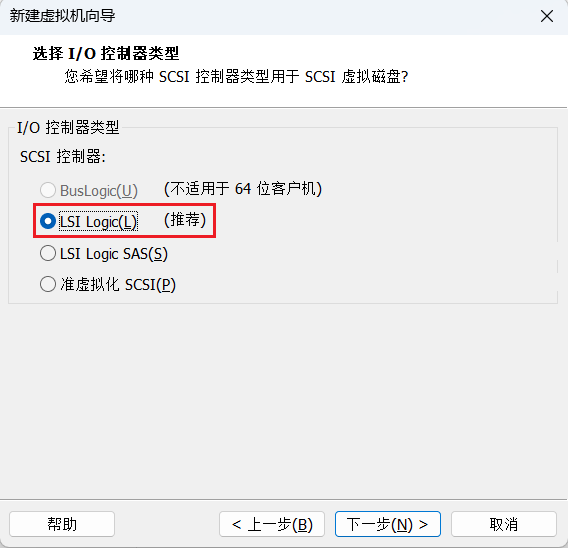 新建虚拟机向导
选择 I/O 控制器类型
您希望将哪种 SCSI 控制器类型用于 SCSI 虚拟磁盘?
I/O 控制器类型
SCSI 控制器:
BusLogic(U) (不适用于 64 位客户机)
LSI Logic(L) (推荐)
LSI Logic SAS(S)
准虚拟化 SCSI(P)
帮助 < 上一步(B) 下一步(N) > 取消